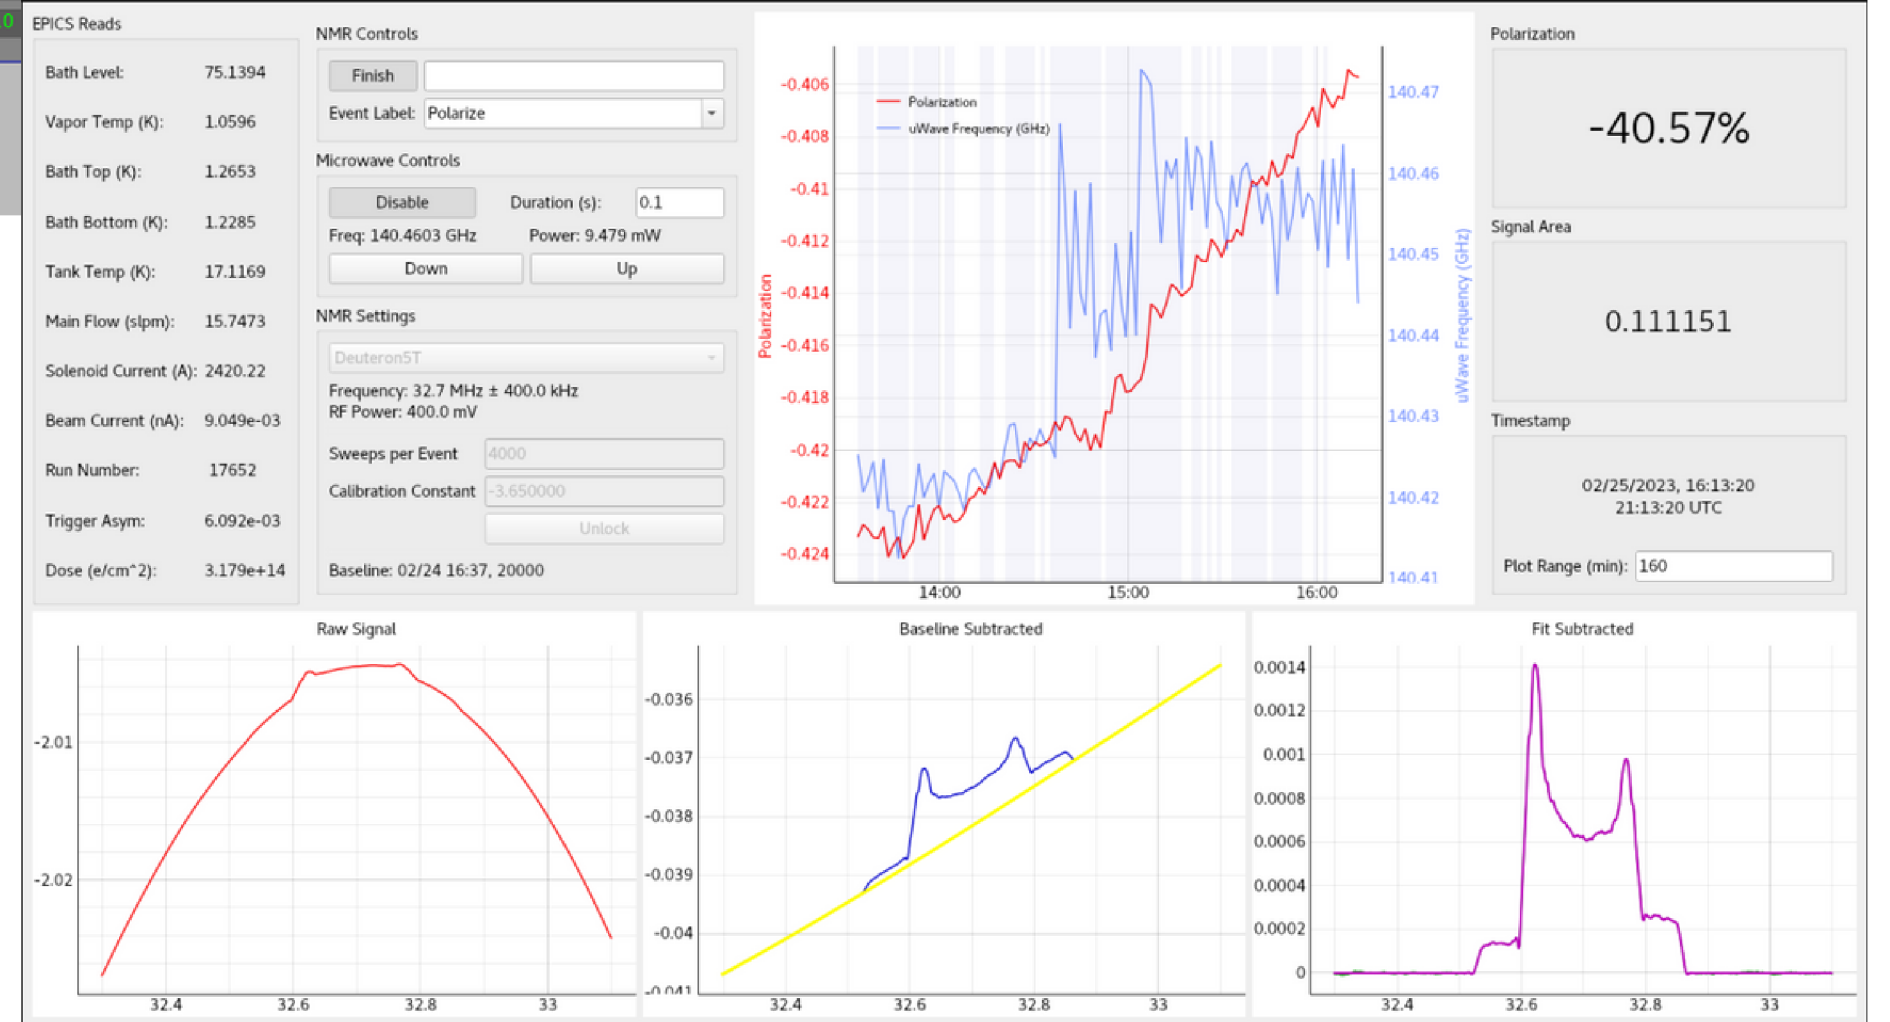 0
EPICS Reads
Bath Level: 75.1394
Vapor Temp (K): 1.0596
Bath Top (K): 1.2653
Bath Bottom (K): 1.2285
Tank Temp (K): 17.1169
Main Flow (slpm): 15.7473
Solenoid Current (A): 2420.22
Beam Current (nA): 9.049e-03
Run Number: 17652
Trigger Asym: 6.092e-03
Dose (e/cm^2): 3.179e+14
NMR Controls
Finish
Event Label: Polarize
Microwave Controls
Disable Duration (s): 0.1
Freq: 140.4603 GHz Power: 9.479 mW
Down Up
NMR Settings
Deuteron5T
Frequency: 32.7 MHz ± 400.0 kHz
RF Power: 400.0 mV
Sweeps per Event 4000
Calibration Constant -3.650000
Unlock
Baseline: 02/24 16:37, 20000
Polarization
uWave Frequency (GHz)
Polarization
-0.406
-0.408
-0.41
-0.412
-0.414
-0.416
-0.418
-0.42
-0.422
-0.424
14:00 15:00 16:00
140.47
140.46
140.45
140.44
140.43
140.42
140.41
uWave Frequency (GHz)
Polarization
-40.57%
Signal Area
0.111151
Timestamp
02/25/2023, 16:13:20
21:13:20 UTC
Plot Range (min): 160
Raw Signal
-2.01
-2.02
32.4 32.6 32.8 33
Baseline Subtracted
-0.036
-0.037
-0.038
-0.039
-0.04
-0.041
32.4 32.6 32.8 33
Fit Subtracted
0.0014
0.0012
0.001
0.0008
0.0006
0.0004
0.0002
0
32.4 32.6 32.8 33